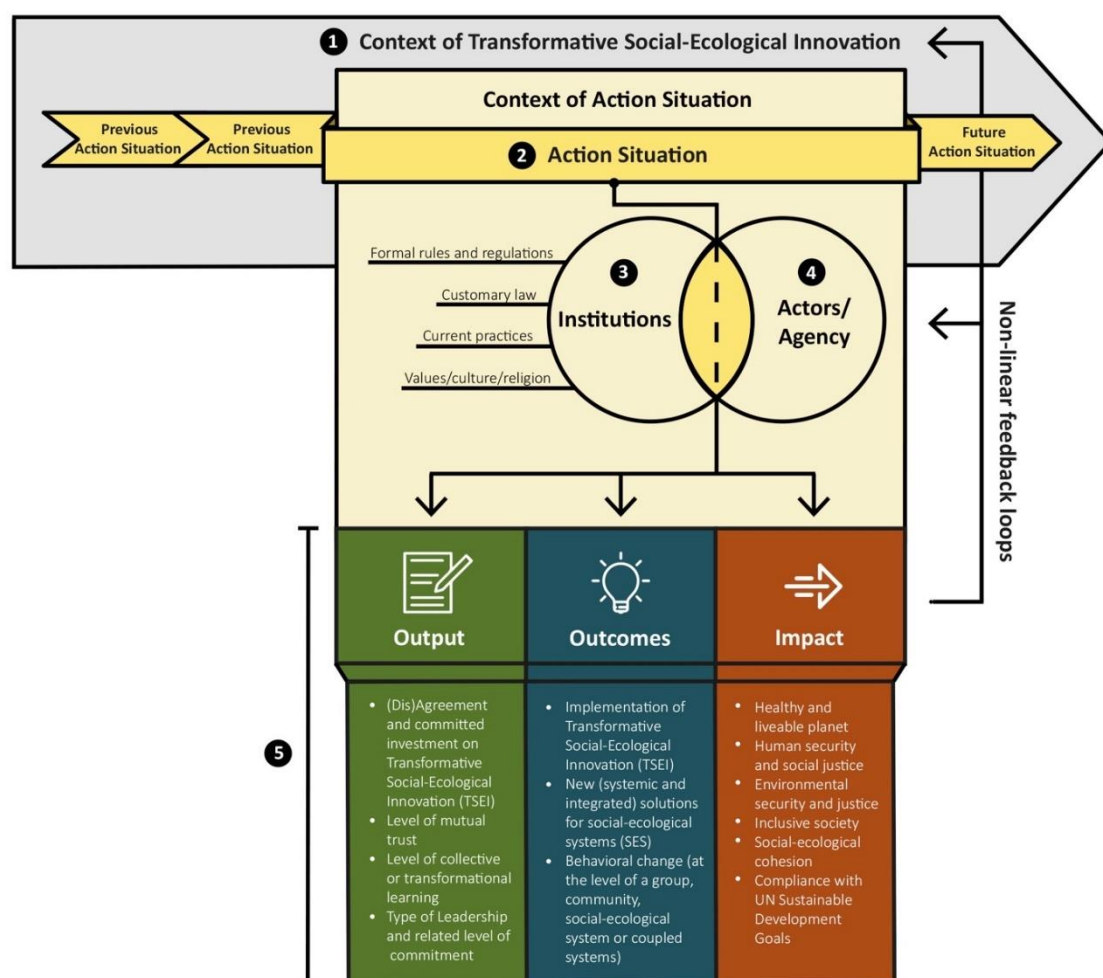 1 Context of Transformative Social-Ecological Innovation
Context of Action Situation
Previous
Action Situation
Previous
Action Situation
2 Action Situation
Future
Action Situation
Formal rules and regulations
Customary law
Current practices
Values/culture/religion
3
Institutions
4
Actors/
Agency
Non-linear feedback loops
5
Output
• (Dis)Agreement
and committed
investment on
Transformative
Social-Ecological
Innovation (TSEI)
• Level of mutual
trust
• Level of collective
or transformational
learning
• Type of Leadership
and related level of
commitment
Outcomes
• Implementation of
Transformative
Social-Ecological
Innovation (TSEI)
• New (systemic and
integrated) solutions
for social-ecological
systems (SES)
• Behavioral change (at
the level of a group,
community,
social-ecological
system or coupled
systems)
Impact
• Healthy and
liveable planet
• Human security
and social justice
• Environmental
security and justice
• Inclusive society
• Social-ecological
cohesion
• Compliance with
UN Sustainable
Development
Goals